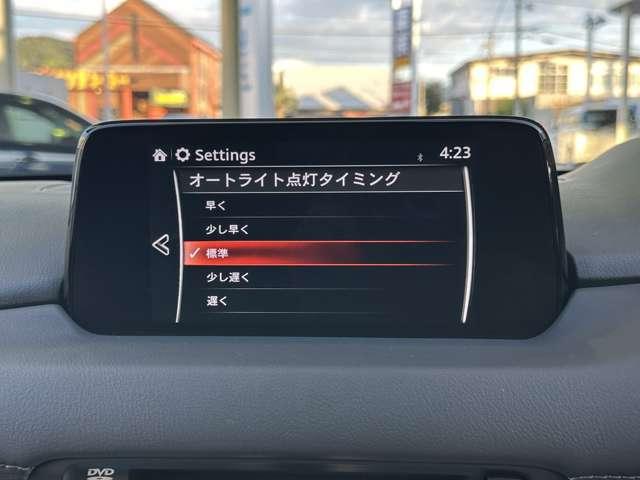 Settings
4:23
オートライト点灯タイミング
早く
少し早く
標準
少し遅く
遅く
DVD